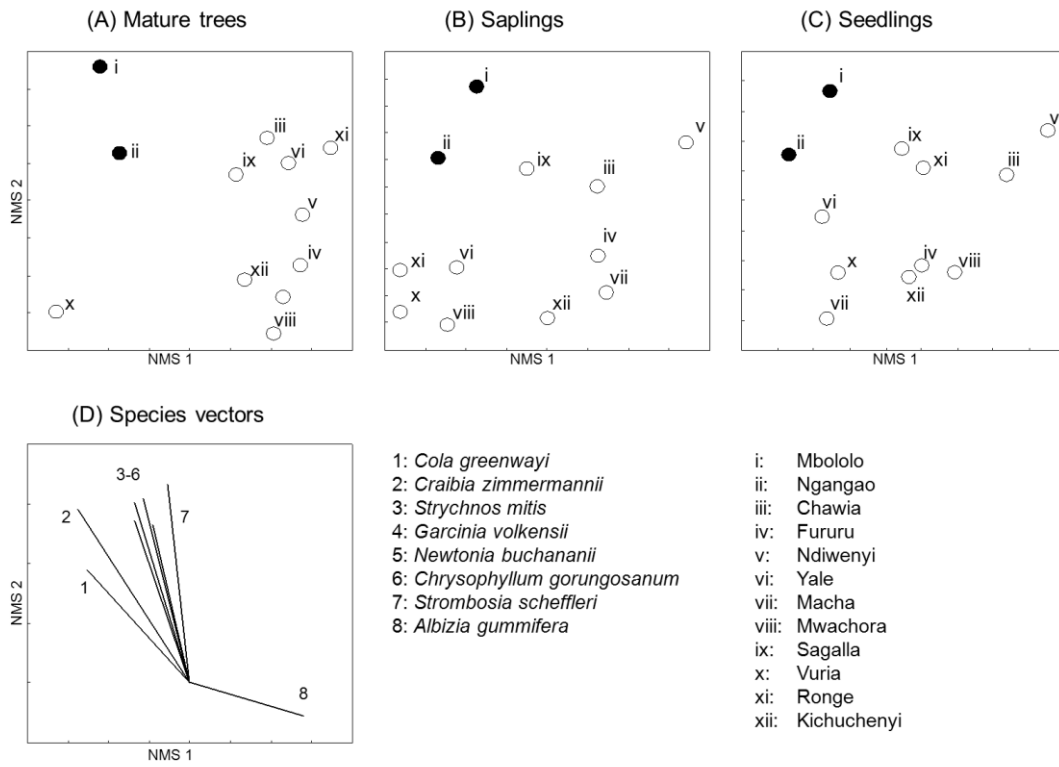 (A) Mature trees
(B) Saplings
(C) Seedlings
i
ii
iii
xi
ix
vi
v
xii
iv
x
viii
NMS 2
NMS 1
i
ii
v
ix
iii
xi
vi
iv
vii
x
viii
xii
NMS 1
i
ii
v
ix
xi
iii
vi
x
iv
viii
xii
vii
NMS 1
(D) Species vectors
3-6
2
7
1
8
NMS 2
NMS 1
1: Cola greenwayi
2: Craibia zimmermannii
3: Strychnos mitis
4: Garcinia volkensii
5: Newtonia buchananii
6: Chrysophyllum gorungosanum
7: Strombosia scheffleri
8: Albizia gummifera
i: Mbololo
ii: Ngangao
iii: Chawia
iv: Fururu
v: Ndiwenyi
vi: Yale
vii: Macha
viii: Mwachora
ix: Sagalla
x: Vuria
xi: Ronge
xii: Kichuchenyi